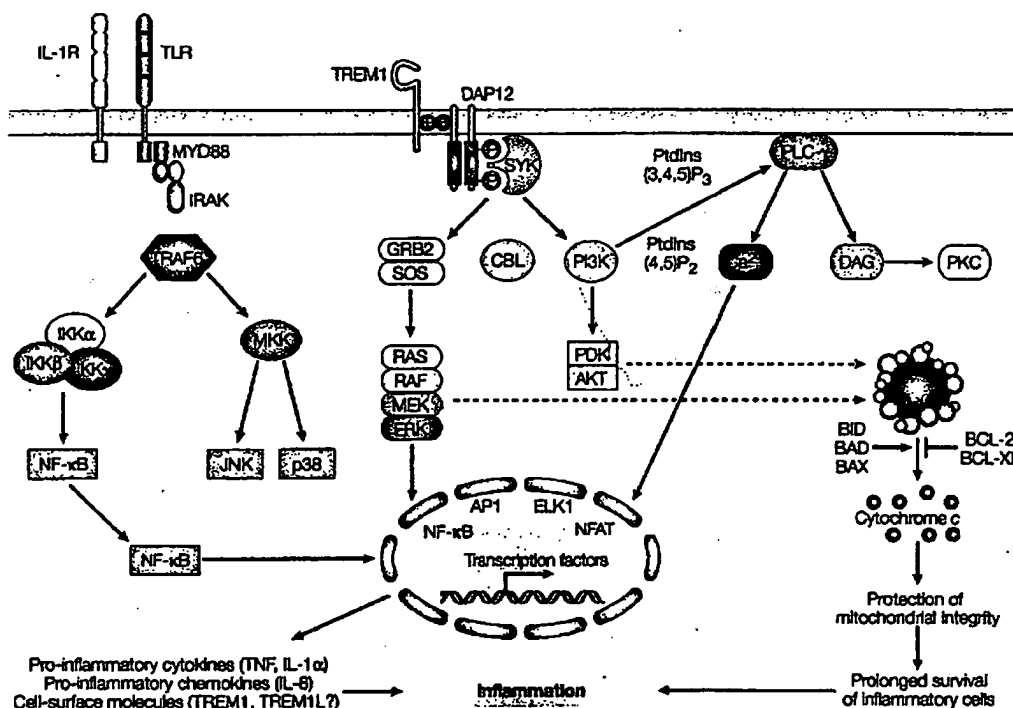 IL-1R
TLR
TREM1
DAP12
MYD88
IRAK
SYK
PtdIns
(3,4,5)P3
PLC-γ
TRAF6
GRB2
SOS
CBL
PI3K
PtdIns
(4,5)P2
DAG
PKC
IKKα
IKKβ
MKK
RAS
RAF
MEK
ERK
PDK
AKT
NF-κB
JNK
p38
BID
BAD
BAX
BCL-2
AP1
ELK1
NF-κB
NFAT
Cytochrome c
NF-κB
Transcription factors
Protection of
mitochondrial integrity
Pro-inflammatory cytokines (TNF, IL-1α)
Pro-inflammatory chemokines
Cell-surface molecules (TREM1, TREM1L?)
Inflammation
Prolonged survival
of inflammatory cells